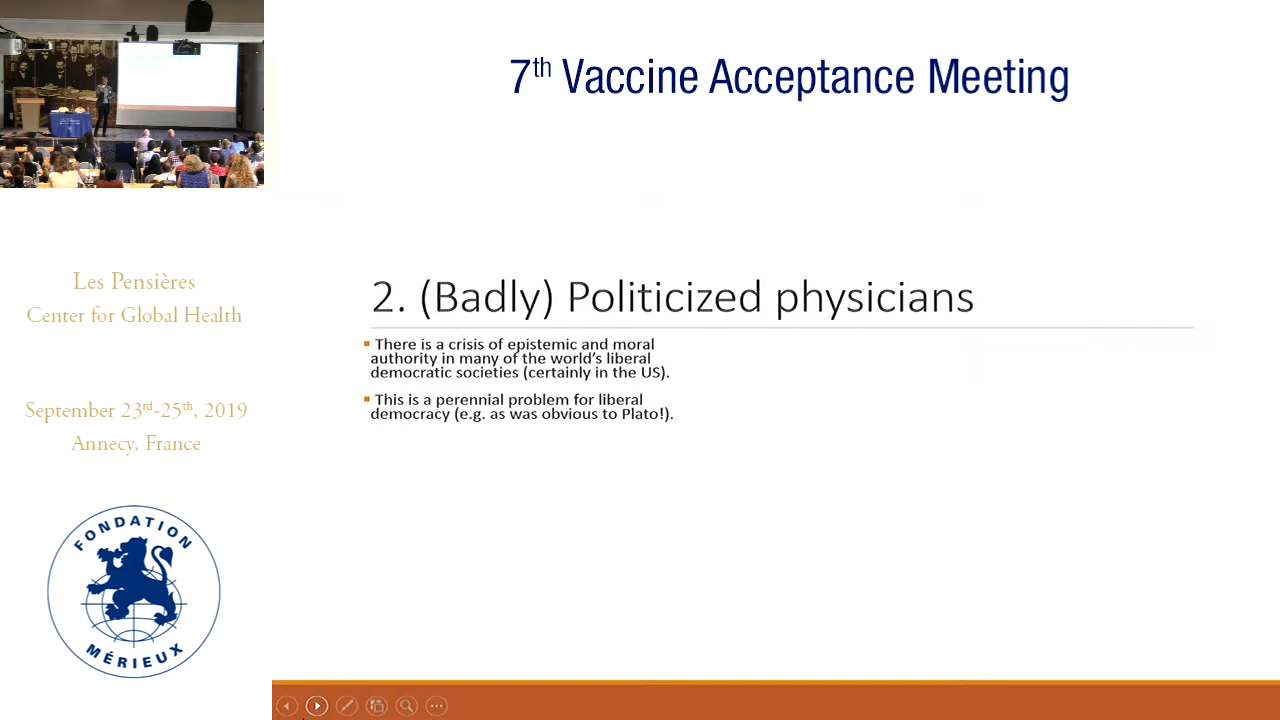 7th Vaccine Acceptance Meeting
Les Pensières
Center for Global Health
September 23rd-25th, 2019
Annecy, France
FONDATION
MÉRIEUX
2. (Badly) Politicized physicians
There is a crisis of epistemic and moral
authority in many of the world's liberal
democratic societies (certainly in the US).
This is a perennial problem for liberal
democracy (e.g. as was obvious to Plato!).